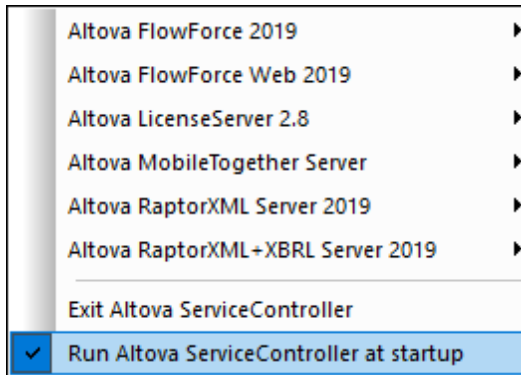 Altova FlowForce 2019
Altova FlowForce Web 2019
Altova LicenseServer 2.8
Altova MobileTogether Server
Altova RaptorXML Server 2019
Altova RaptorXML+XBRL Server 2019
Exit Altova ServiceController
Run Altova ServiceController at startup